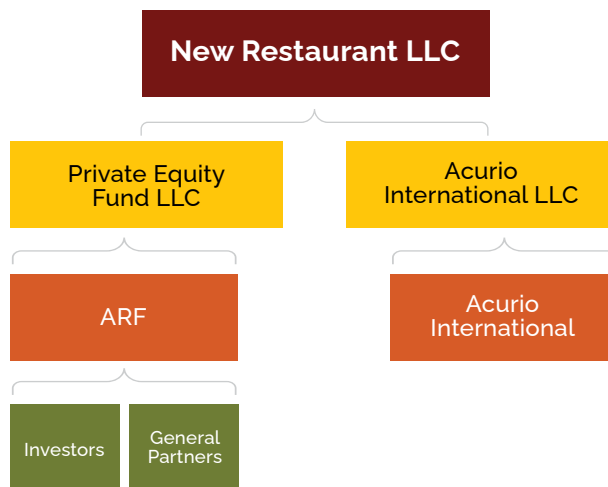 New Restaurant LLC
Private Equity
Fund LLC
Acurio
International LLC
ARF
Acurio
International
Investors
General
Partners